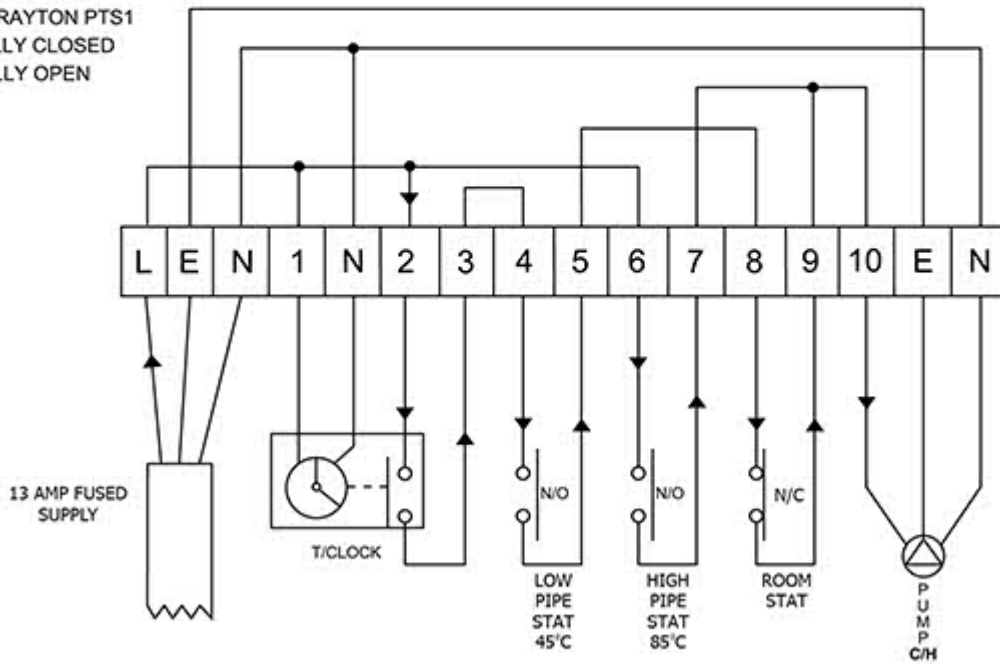 RAYTON PTS1
LLY CLOSED
LLY OPEN
L E N 1 N 2 3 4 5 6 7 8 9 10 E N
13 AMP FUSED
SUPPLY
T/CLOCK
N/O
N/O
N/C
LOW
PIPE
STAT
45°C
HIGH
PIPE
STAT
85°C
ROOM
STAT
PUMP
C/H